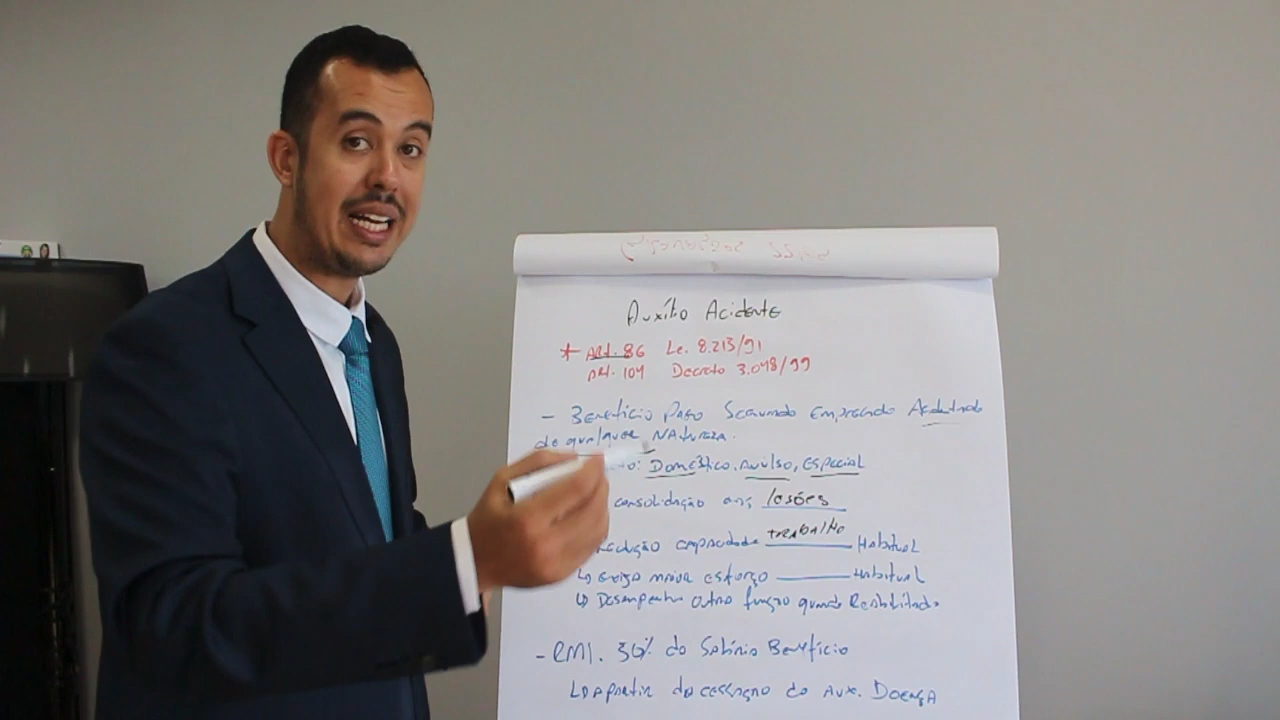 Auxílio Acidente
* Art. 86 Le. 8.213/91
Art. 104 Decreto 3.048/99
- Benefício Pago Segurado Empregado Acidentado
de qualquer Natureza.
Doméstico, Avulso, Especial
consolidação das lesões
redução capacidade trabalho Habitual
↳ exija maior esforço ——— Habitual
↳ Desempenhar outra função quando Reabilitado
- RMI. 50% do Salário Benefício
↳ apartir da cessação do Aux. Doença